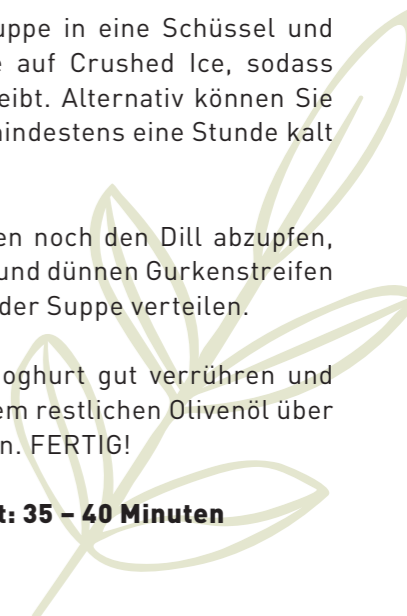 uppe in eine Schüssel und
e auf Crushed Ice, sodass
eibt. Alternativ können Sie
mindestens eine Stunde kalt
en noch den Dill abzupfen,
und dünnen Gurkenstreifen
der Suppe verteilen.
oghurt gut verrühren und
em restlichen Olivenöl über
n. FERTIG!
t: 35 – 40 Minuten